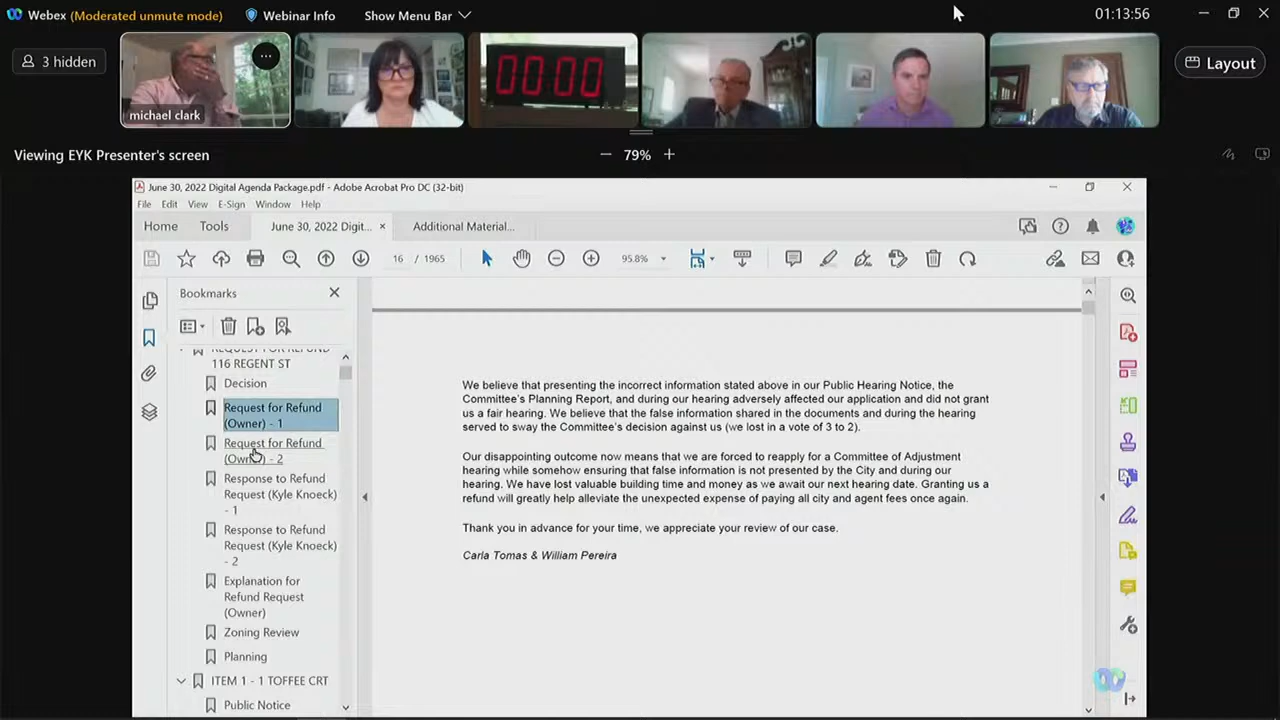 Webex (Moderated unmute mode) Webinar Info Show Menu Bar 01:13:56
3 hidden
michael clark
00:00
Layout
Viewing EYK Presenter's screen
79%
June 30, 2022 Digital Agenda Package.pdf - Adobe Acrobat Pro DC (32-bit)
File Edit View E-Sign Window Help
Home Tools June 30, 2022 Digit... Additional Material...
16 / 1965 95.8%
Bookmarks
REQUEST FOR REFUND
116 REGENT ST
Decision
Request for Refund
(Owner) - 1
Request for Refund
(Owner) - 2
Response to Refund
Request (Kyle Knoeck)
- 1
Response to Refund
Request (Kyle Knoeck)
- 2
Explanation for
Refund Request
(Owner)
Zoning Review
Planning
ITEM 1 - 1 TOFFEE CRT
Public Notice
We believe that presenting the incorrect information stated above in our Public Hearing Notice, the
Committee's Planning Report, and during our hearing adversely affected our application and did not grant
us a fair hearing. We believe that the false information shared in the documents and during the hearing
served to sway the Committee's decision against us (we lost in a vote of 3 to 2).
Our disappointing outcome now means that we are forced to reapply for a Committee of Adjustment
hearing while somehow ensuring that false information is not presented by the City and during our
hearing. We have lost valuable building time and money as we await our next hearing date. Granting us a
refund will greatly help alleviate the unexpected expense of paying all city and agent fees once again.
Thank you in advance for your time, we appreciate your review of our case.
Carla Tomas & William Pereira